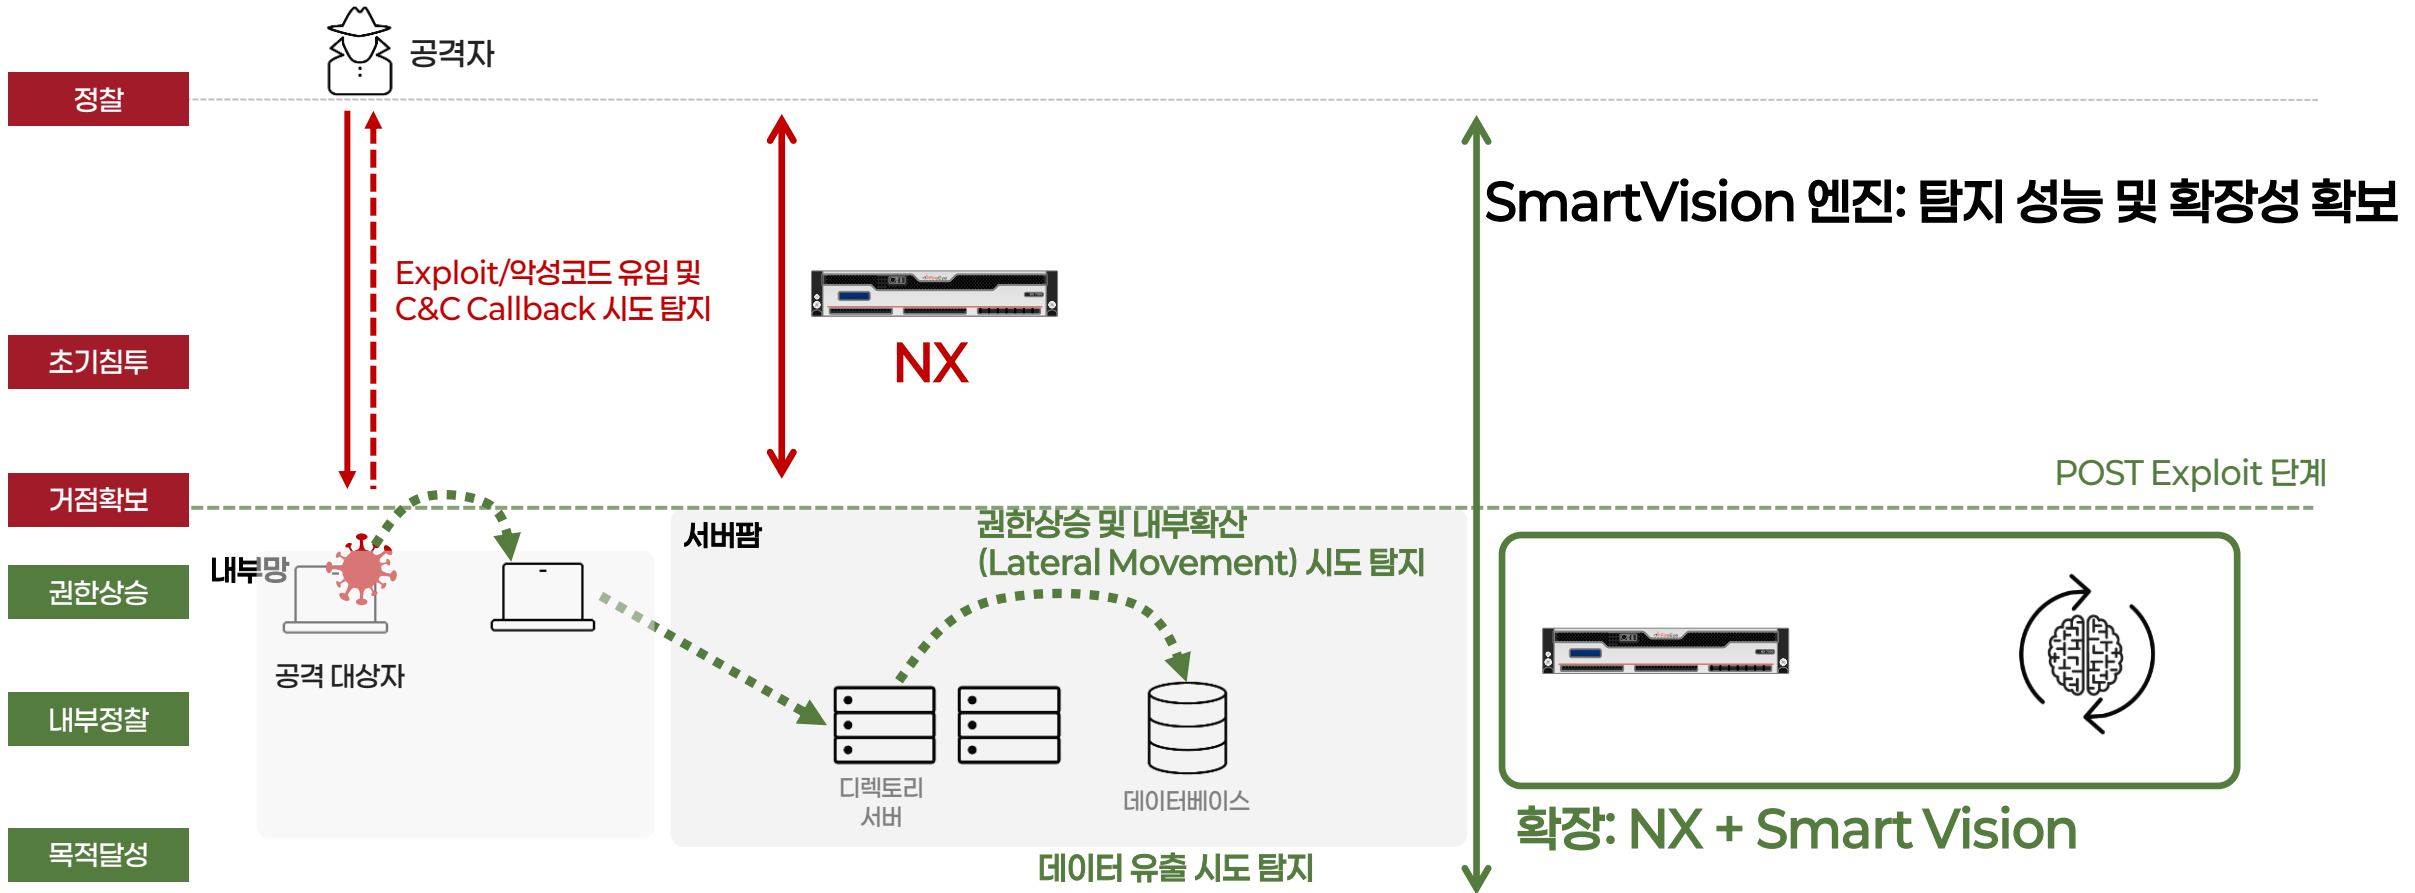 공격자
정찰
SmartVision 엔진: 탐지 성능 및 확장성 확보
Exploit/악성코드 유입 및
C&C Callback 시도 탐지
NX
초기침투
POST Exploit 단계
거점확보
서버팜
권한상승 및 내부확산
(Lateral Movement) 시도 탐지
내부망
권한상승
공격 대상자
내부정찰
디렉토리
서버
데이터베이스
확장: NX + Smart Vision
목적달성
데이터 유출 시도 탐지